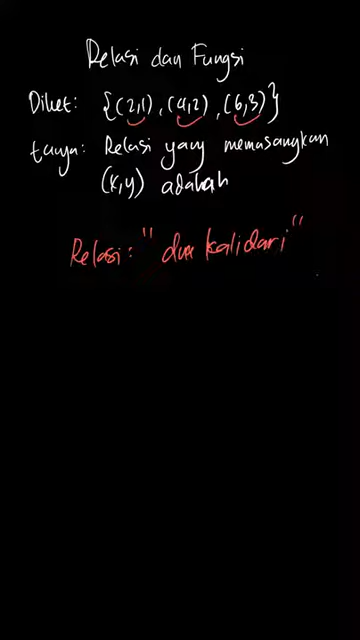 Relasi dan Fungsi
Diket: {(2,1), (4,2), (6,3)}
tanya: Relasi yang memasangkan
(x,y) adalah
Relasi: "dua kali dari"